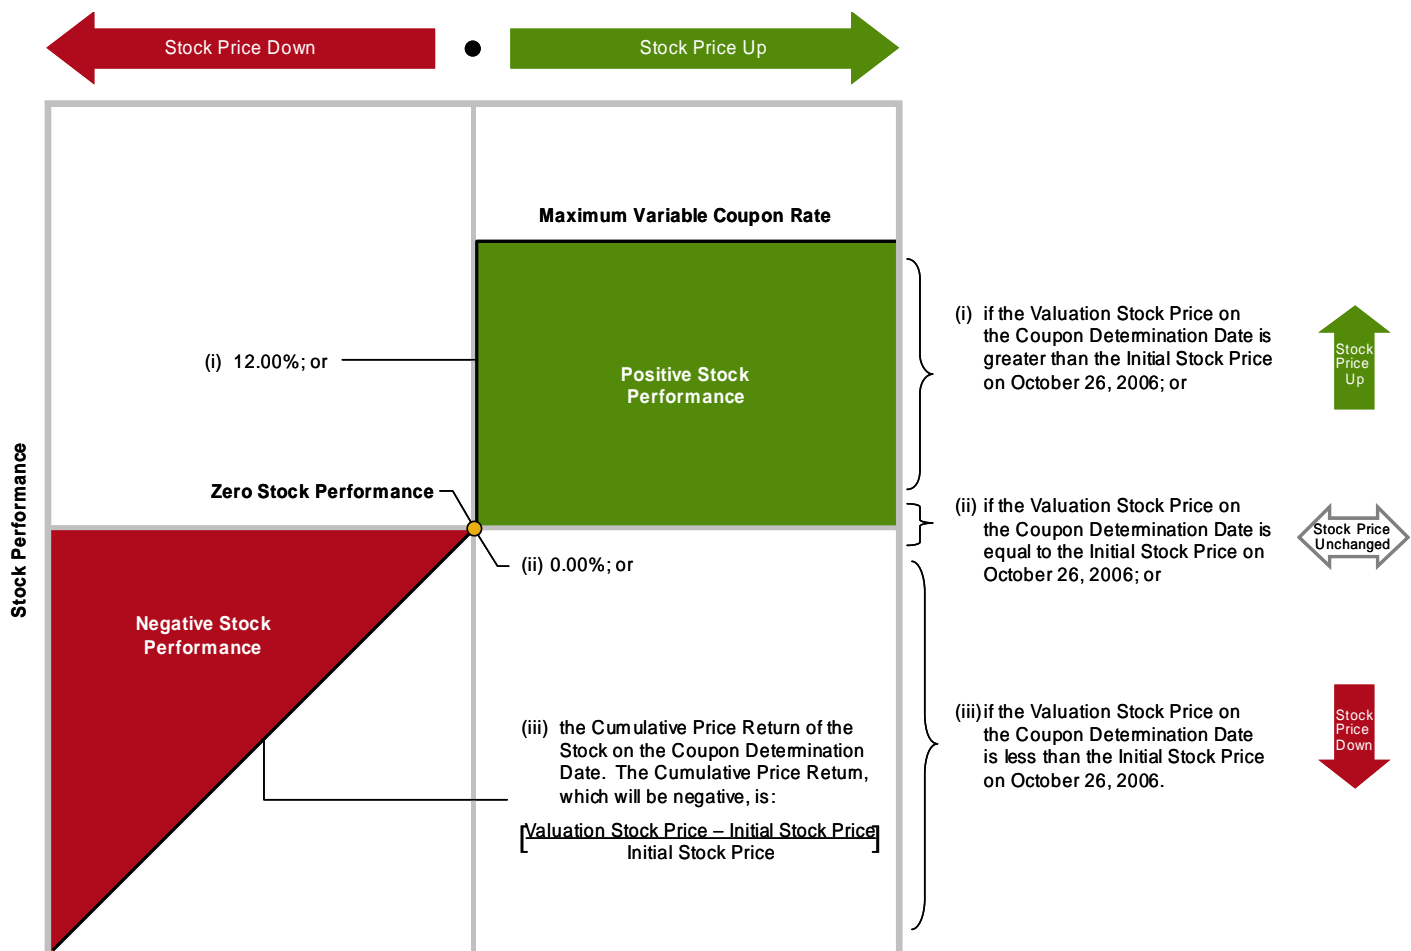 Stock Price Down
Stock Price Up
Maximum Variable Coupon Rate
(i) 12.00%; or
Positive Stock
Performance
(i) if the Valuation Stock Price on
the Coupon Determination Date is
greater than the Initial Stock Price
on October 26, 2006; or
Stock
Price
Up
Stock Performance
Zero Stock Performance
(ii) 0.00%; or
(ii) if the Valuation Stock Price on
the Coupon Determination Date is
equal to the Initial Stock Price on
October 26, 2006; or
Stock Price
Unchanged
Negative Stock
Performance
(iii) the Cumulative Price Return of the
Stock on the Coupon Determination
Date. The Cumulative Price Return,
which will be negative, is:
[Valuation Stock Price – Initial Stock Price]
Initial Stock Price
(iii) if the Valuation Stock Price on
the Coupon Determination Date
is less than the Initial Stock Price
on October 26, 2006.
Stock
Price
Down